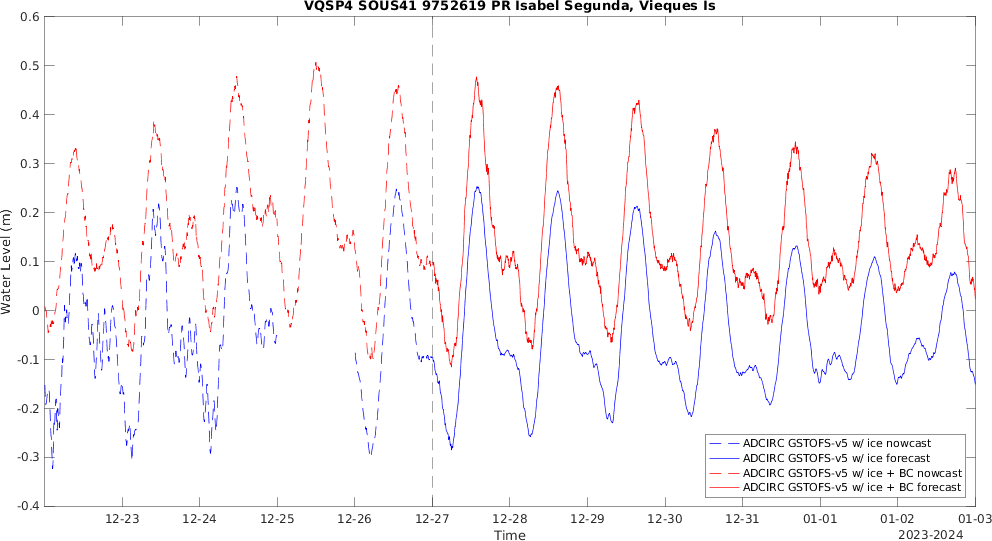 VQSP4 SOUS41 9752619 PR Isabel Segunda, Vieques Is
0.6
0.5
0.4
0.3
0.2
0.1
0
-0.1
-0.2
-0.3
-0.4
Water Level (m)
ADCIRC GSTOFS-v5 w/ ice nowcast
ADCIRC GSTOFS-v5 w/ ice forecast
ADCIRC GSTOFS-v5 w/ ice + BC nowcast
ADCIRC GSTOFS-v5 w/ ice + BC forecast
12-23 12-24 12-25 12-26 12-27 12-28 12-29 12-30 12-31 01-01 01-02 01-03
Time
2023-2024